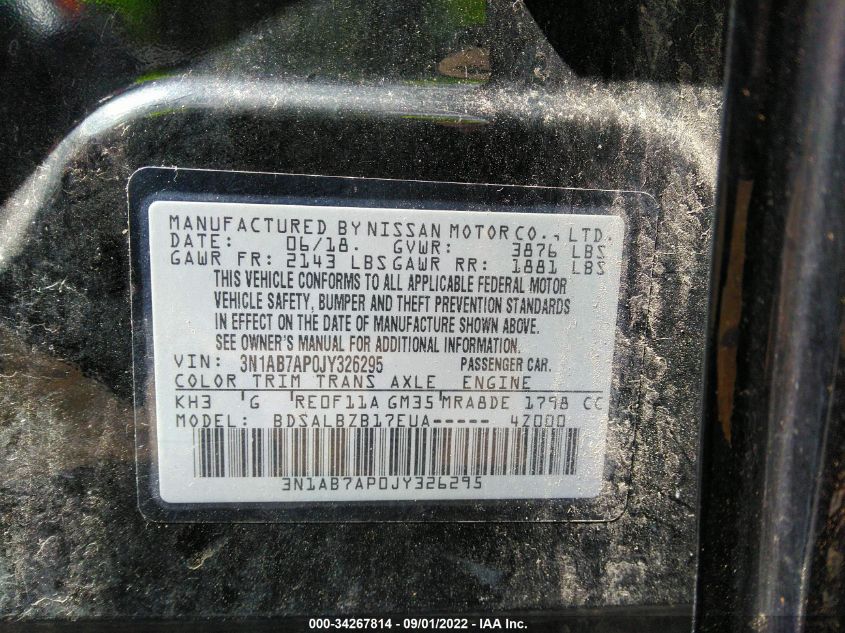 MANUFACTURED BY NISSAN MOTOR CO., LTD.
DATE: 06/18. GVWR: 3876 LBS
GAWR FR: 2143 LBS GAWR RR: 1881 LBS
THIS VEHICLE CONFORMS TO ALL APPLICABLE FEDERAL MOTOR
VEHICLE SAFETY, BUMPER AND THEFT PREVENTION STANDARDS
IN EFFECT ON THE DATE OF MANUFACTURE SHOWN ABOVE.
SEE OWNER'S MANUAL FOR ADDITIONAL INFORMATION.
VIN: 3N1AB7AP0JY326295 PASSENGER CAR.
COLOR TRIM TRANS AXLE ENGINE
KH3 G RE0F11A GM35 MRA8DE 1798 CC
MODEL: BDSALBZB17EUA----- 4Z000
3N1AB7AP0JY326295
000-34267814 - 09/01/2022 - © IAA Inc.